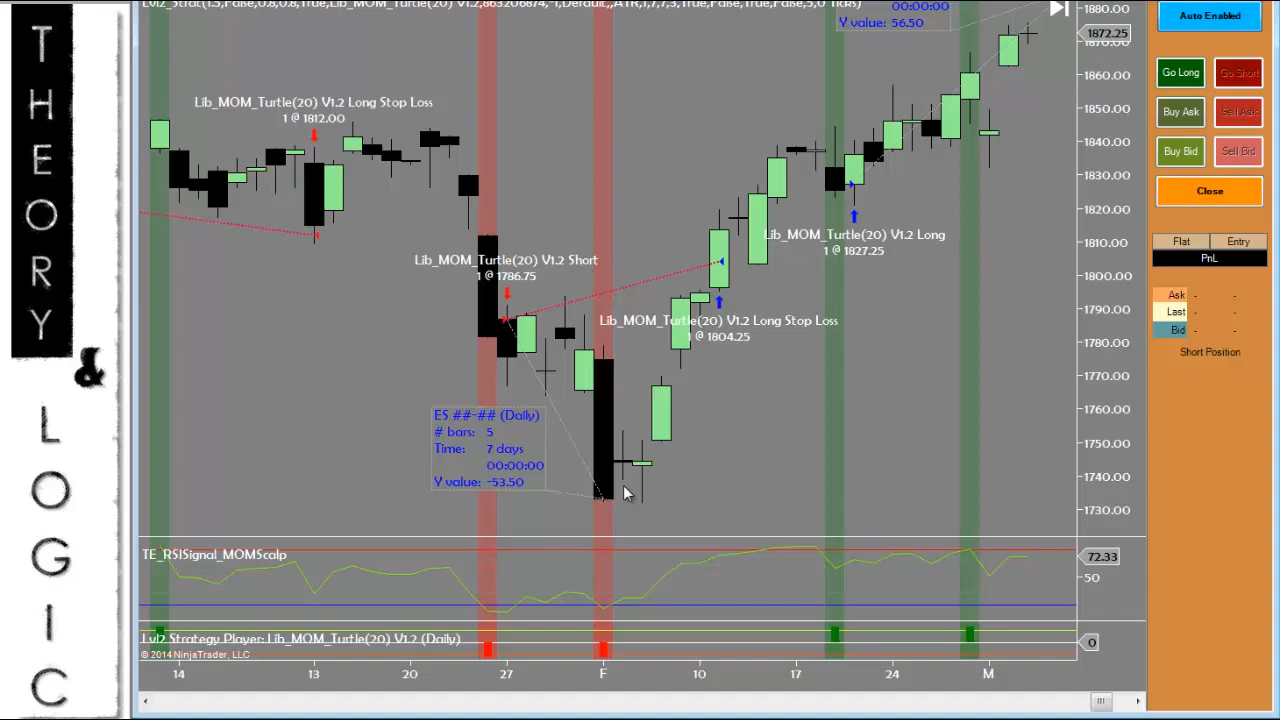 THEORY
&
LOGIC
Lvl2_Strat(1.5,False,0.8,0.8,True,Lib_MOM_Turtle(20) V1.2,863206874,-1,Default,,ATR,1,7,7,3,True,False,True,False,5,0 Ticks)
00:00:00
Y value: 56.50
Lib_MOM_Turtle(20) V1.2 Long Stop Loss
1 @ 1812.00
Lib_MOM_Turtle(20) V1.2 Short
1 @ 1786.75
Lib_MOM_Turtle(20) V1.2 Long
1 @ 1827.25
Lib_MOM_Turtle(20) V1.2 Long Stop Loss
1 @ 1804.25
ES ##-## (Daily)
# bars: 5
Time: 7 days
00:00:00
Y value: -53.50
TE_RSISignal_MOMScalp
Lvl2 Strategy Player: Lib_MOM_Turtle(20) V1.2 (Daily)
© 2014 NinjaTrader, LLC
14 13 20 27 F 10 17 24 M
1880.00
1872.25
1870.00
1860.00
1850.00
1840.00
1830.00
1820.00
1810.00
1800.00
1790.00
1780.00
1770.00
1760.00
1750.00
1740.00
1730.00
72.33
50
0
Auto Enabled
Go Long Go Short
Buy Ask Sell Ask
Buy Bid Sell Bid
Close
Flat Entry
PnL
Ask - -
Last - -
Bid - -
Short Position